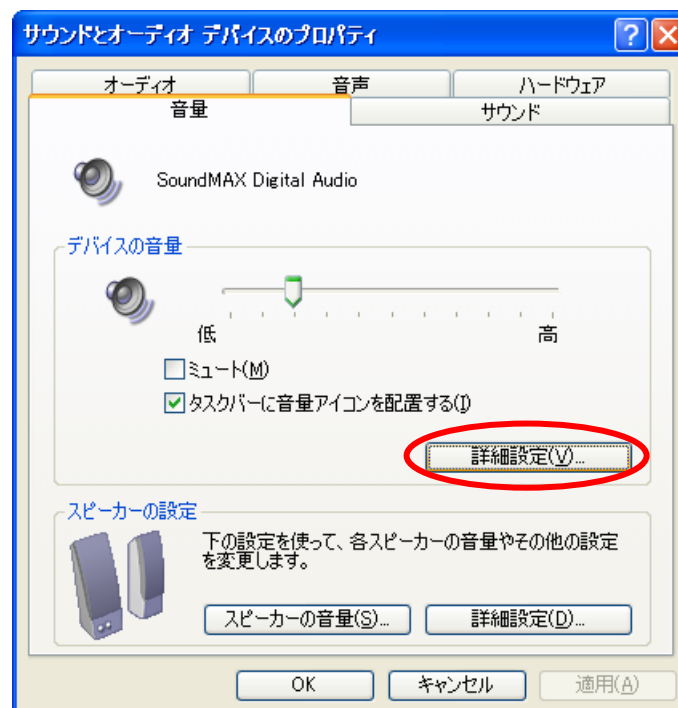 サウンドとオーディオ デバイスのプロパティ
オーディオ
音声
ハードウェア
音量
サウンド
SoundMAX Digital Audio
デバイスの音量
低
高
ミュート(M)
タスクバーに音量アイコンを配置する(I)
詳細設定(V)...
スピーカーの設定
下の設定を使って、各スピーカーの音量やその他の設定
を変更します。
スピーカーの音量(S)...
詳細設定(D)...
OK
キャンセル
適用(A)